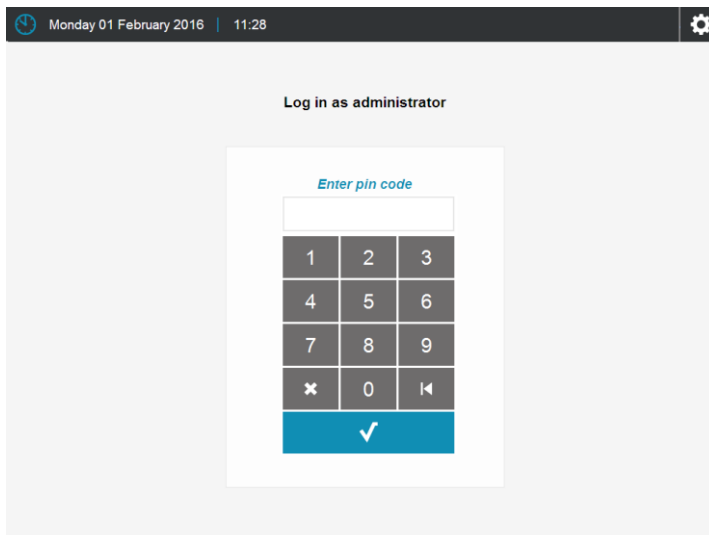 Monday 01 February 2016 | 11:28
Log in as administrator
Enter pin code
1 2 3
4 5 6
7 8 9
0